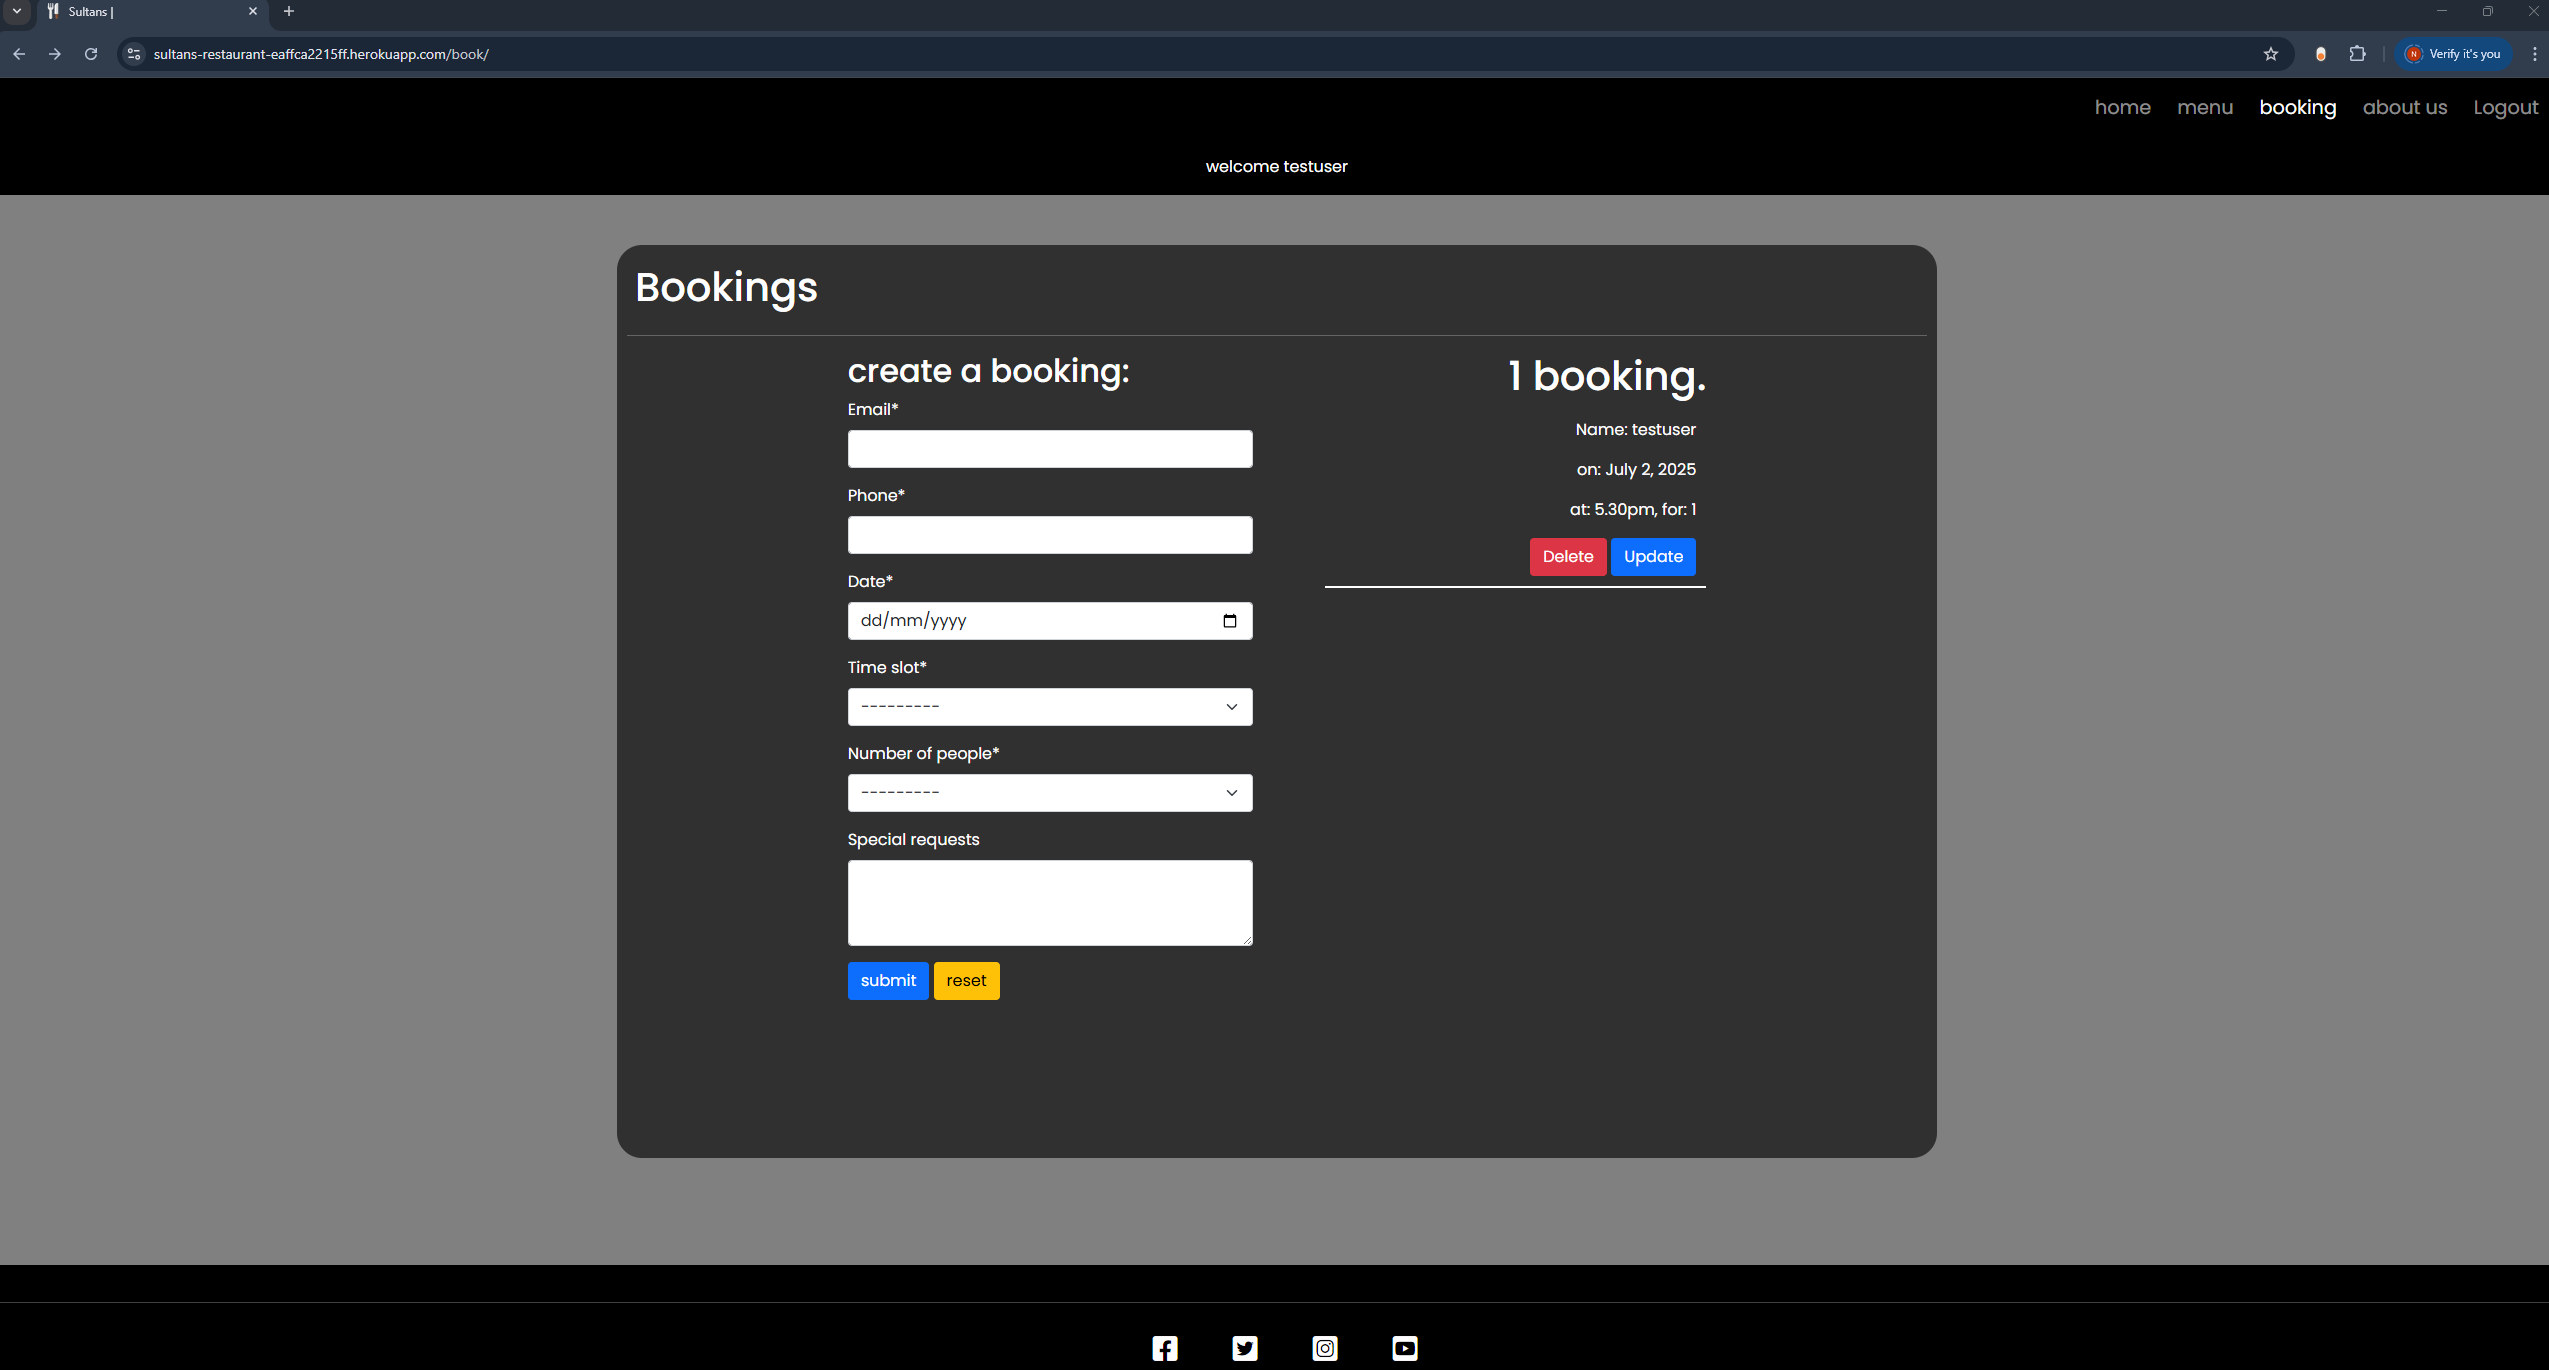 Sultans |
sultans-restaurant-eaffca2215ff.herokuapp.com/book/
Verify it's you
home menu booking about us Logout
welcome testuser
Bookings
create a booking:
Email*
Phone*
Date*
dd/mm/yyyy
Time slot*
---------
Number of people*
---------
Special requests
submit reset
1 booking.
Name: testuser
on: July 2, 2025
at: 5.30pm, for: 1
Delete Update